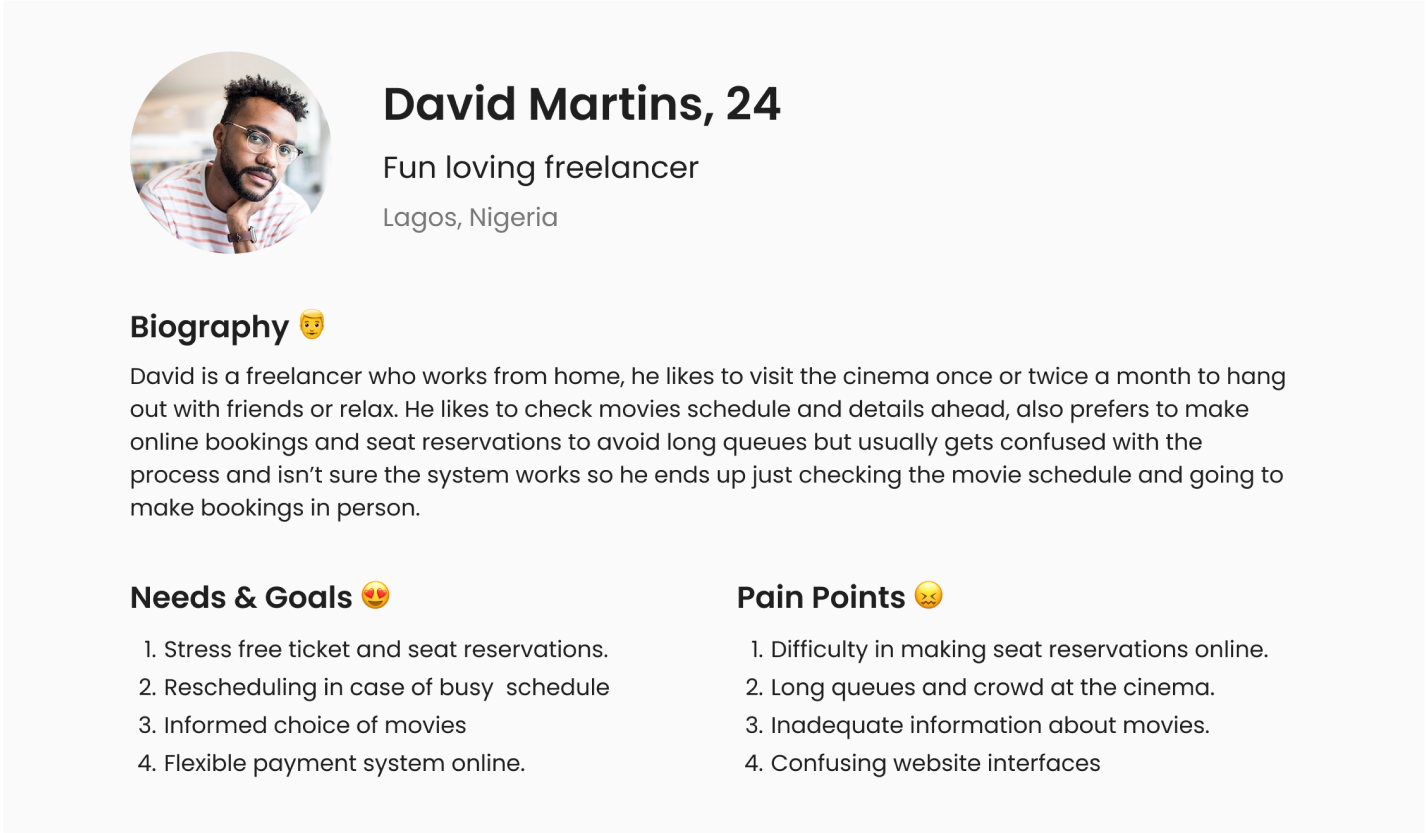 David Martins, 24
Fun loving freelancer
Lagos, Nigeria
Biography 👨
David is a freelancer who works from home, he likes to visit the cinema once or twice a month to hang
out with friends or relax. He likes to check movies schedule and details ahead, also prefers to make
online bookings and seat reservations to avoid long queues but usually gets confused with the
process and isn’t sure the system works so he ends up just checking the movie schedule and going to
make bookings in person.
Needs & Goals 😍
1. Stress free ticket and seat reservations.
2. Rescheduling in case of busy  schedule
3. Informed choice of movies
4. Flexible payment system online.
Pain Points 😖
1. Difficulty in making seat reservations online.
2. Long queues and crowd at the cinema.
3. Inadequate information about movies.
4. Confusing website interfaces